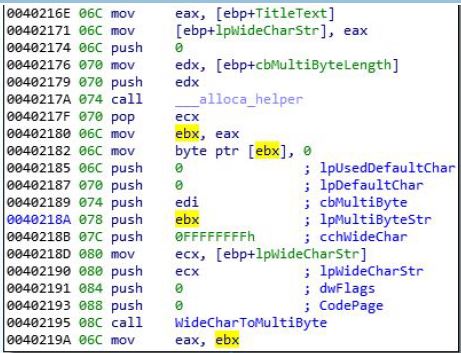 0040216E 06C mov eax, [ebp+TitleText]
00402171 06C mov [ebp+lpWideCharStr], eax
00402174 06C push 0
00402176 070 mov edx, [ebp+cbMultiByteLength]
00402179 070 push edx
0040217A 074 call ___alloca_helper
0040217F 070 pop ecx
00402180 06C mov ebx, eax
00402182 06C mov byte ptr [ebx], 0
00402185 06C push 0 ; lpUsedDefaultChar
00402187 070 push 0 ; lpDefaultChar
00402189 074 push edi ; cbMultiByte
0040218A 078 push ebx ; lpMultiByteStr
0040218B 07C push 0FFFFFFFFh ; cchWideChar
0040218D 080 mov ecx, [ebp+lpWideCharStr]
00402190 080 push ecx ; lpWideCharStr
00402191 084 push 0 ; dwFlags
00402193 088 push 0 ; CodePage
00402195 08C call WideCharToMultiByte
0040219A 06C mov eax, ebx